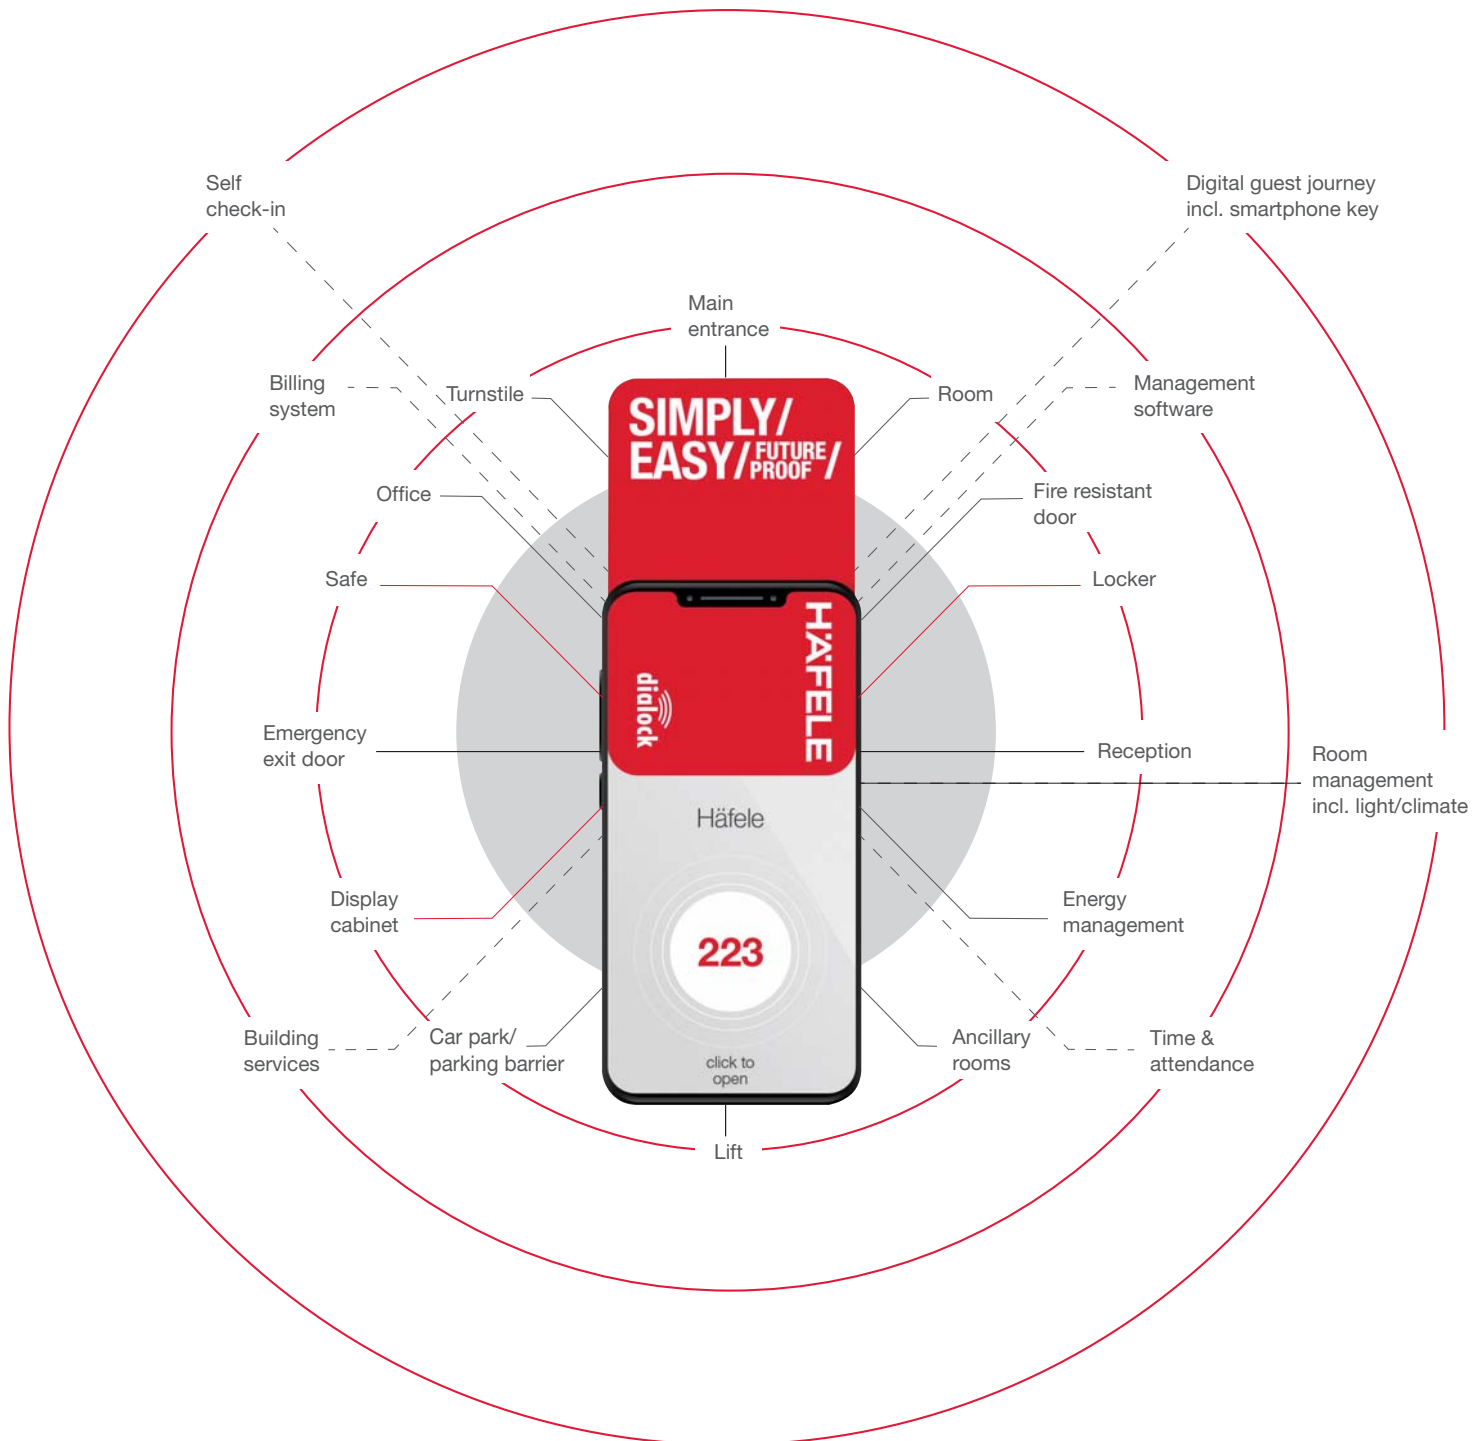 Self
check-in
Digital guest journey
incl. smartphone key
Main
entrance
Billing
system
Turnstile
Room
Management
software
SIMPLY/
EASY/FUTURE PROOF/
Office
Fire resistant
door
Safe
Locker
HÄFELE
dialock
Emergency
exit door
Reception
Room
management
incl. light/climate
Häfele
Display
cabinet
Energy
management
223
Building
services
Car park/
parking barrier
click to
open
Ancillary
rooms
Time &
attendance
Lift